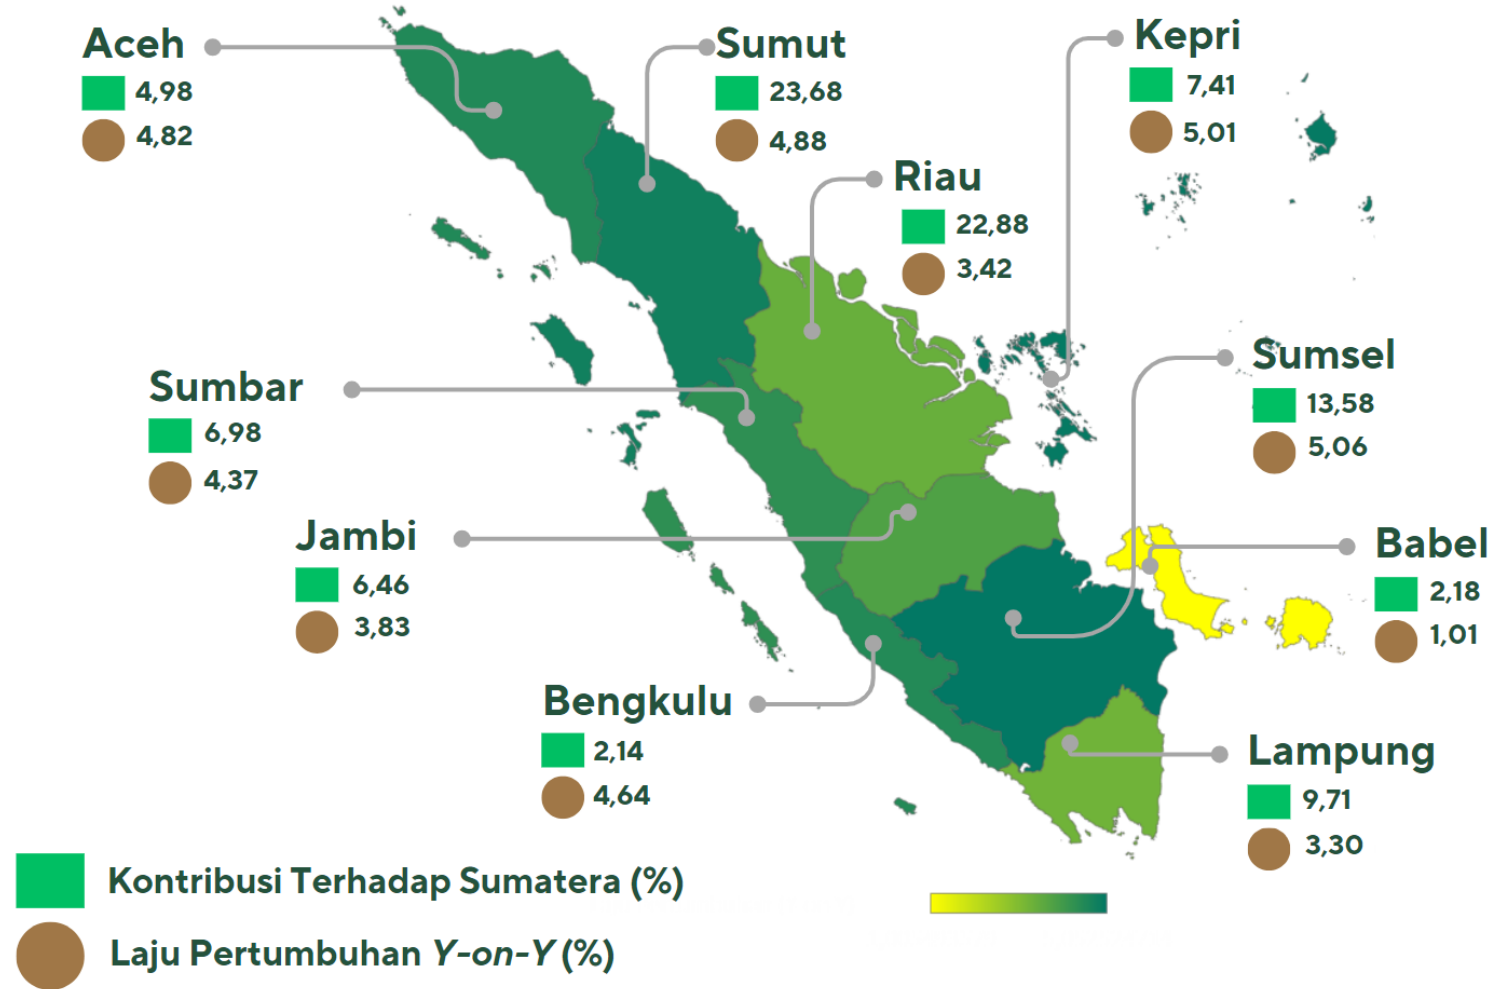 Aceh
4,98
4,82
Sumut
23,68
4,88
Kepri
7,41
5,01
Riau
22,88
3,42
Sumbar
6,98
4,37
Sumsel
13,58
5,06
Jambi
6,46
3,83
Babel
2,18
1,01
Bengkulu
2,14
4,64
Lampung
9,71
3,30
Kontribusi Terhadap Sumatera (%)
Laju Pertumbuhan Y-on-Y (%)